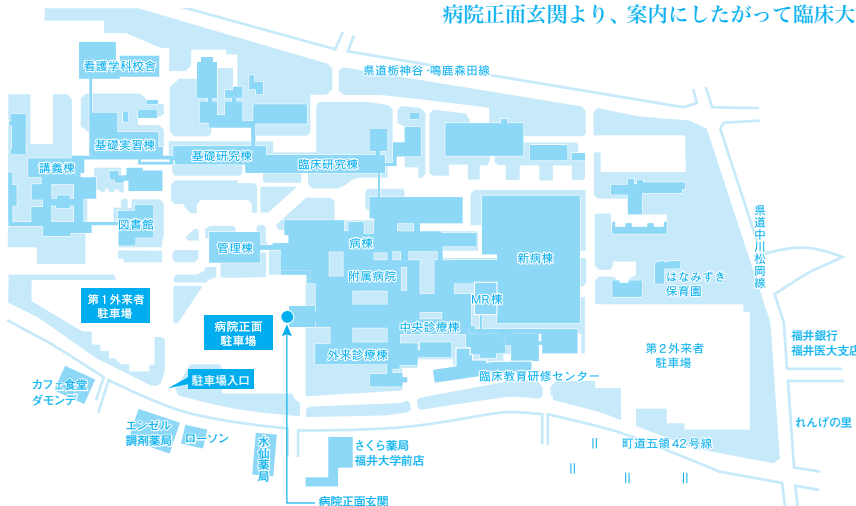 病院正面玄関より、案内にしたがって臨床大
看護学科校舎
県道栃神谷･鳴鹿森田線
基礎実習棟
基礎研究棟
臨床研究棟
講義棟
図書館
管理棟
病棟
附属病院
新病棟
MR棟
中央診療棟
外来診療棟
臨床教育研修センター
県道中川松岡線
はなみずき
保育園
第1外来者
駐車場
病院正面
駐車場
駐車場入口
第２外来者
駐車場
福井銀行
福井医大支店
れんげの里
カフェ食堂
ダモンデ
エンゼル
調剤薬局
ローソン
水仙薬局
さくら薬局
福井大学前店
町道五領42号線
病院正面玄関